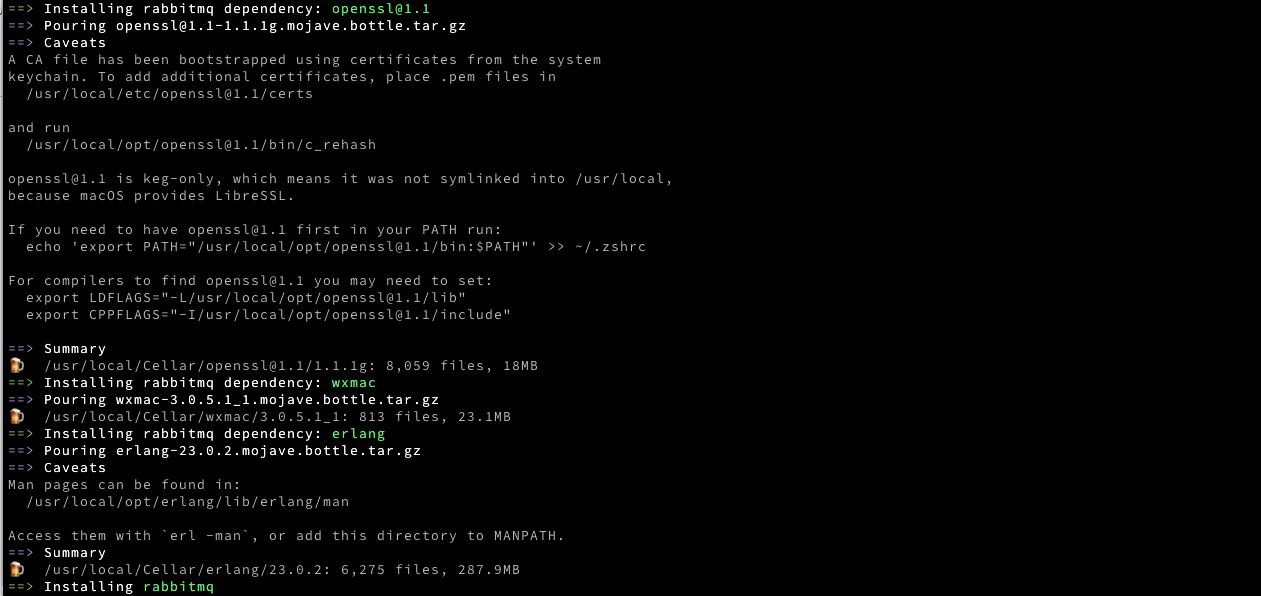 ==> Installing rabbitmq dependency: openssl@1.1
==> Pouring openssl@1.1-1.1.1g.mojave.bottle.tar.gz
==> Caveats
A CA file has been bootstrapped using certificates from the system
keychain. To add additional certificates, place .pem files in
  /usr/local/etc/openssl@1.1/certs

and run
  /usr/local/opt/openssl@1.1/bin/c_rehash

openssl@1.1 is keg-only, which means it was not symlinked into /usr/local,
because macOS provides LibreSSL.

If you need to have openssl@1.1 first in your PATH run:
  echo 'export PATH="/usr/local/opt/openssl@1.1/bin:$PATH"' >> ~/.zshrc

For compilers to find openssl@1.1 you may need to set:
  export LDFLAGS="-L/usr/local/opt/openssl@1.1/lib"
  export CPPFLAGS="-I/usr/local/opt/openssl@1.1/include"

==> Summary
🍺  /usr/local/Cellar/openssl@1.1/1.1.1g: 8,059 files, 18MB
==> Installing rabbitmq dependency: wxmac
==> Pouring wxmac-3.0.5.1_1.mojave.bottle.tar.gz
🍺  /usr/local/Cellar/wxmac/3.0.5.1_1: 813 files, 23.1MB
==> Installing rabbitmq dependency: erlang
==> Pouring erlang-23.0.2.mojave.bottle.tar.gz
==> Caveats
Man pages can be found in:
  /usr/local/opt/erlang/lib/erlang/man

Access them with `erl -man`, or add this directory to MANPATH.
==> Summary
🍺  /usr/local/Cellar/erlang/23.0.2: 6,275 files, 287.9MB
==> Installing rabbitmq